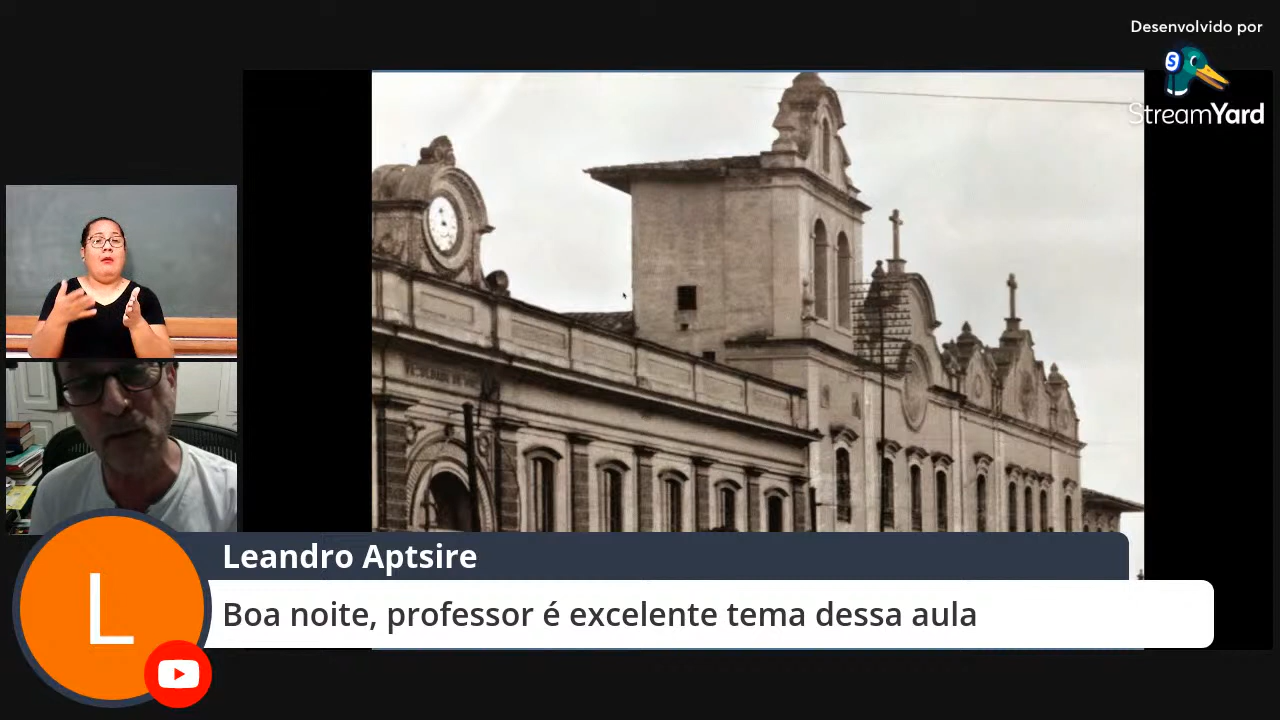 Desenvolvido por
StreamYard
Leandro Aptsire
L
Boa noite, professor é excelente tema dessa aula